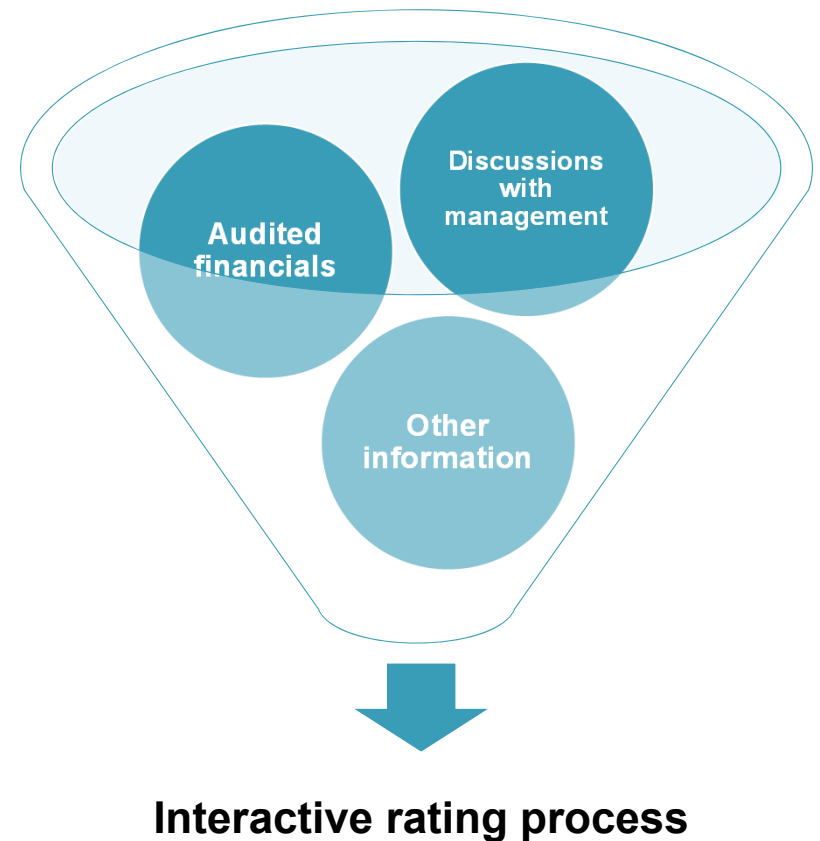 Discussions
with
management
Audited
financials
Other
information
Interactive rating process